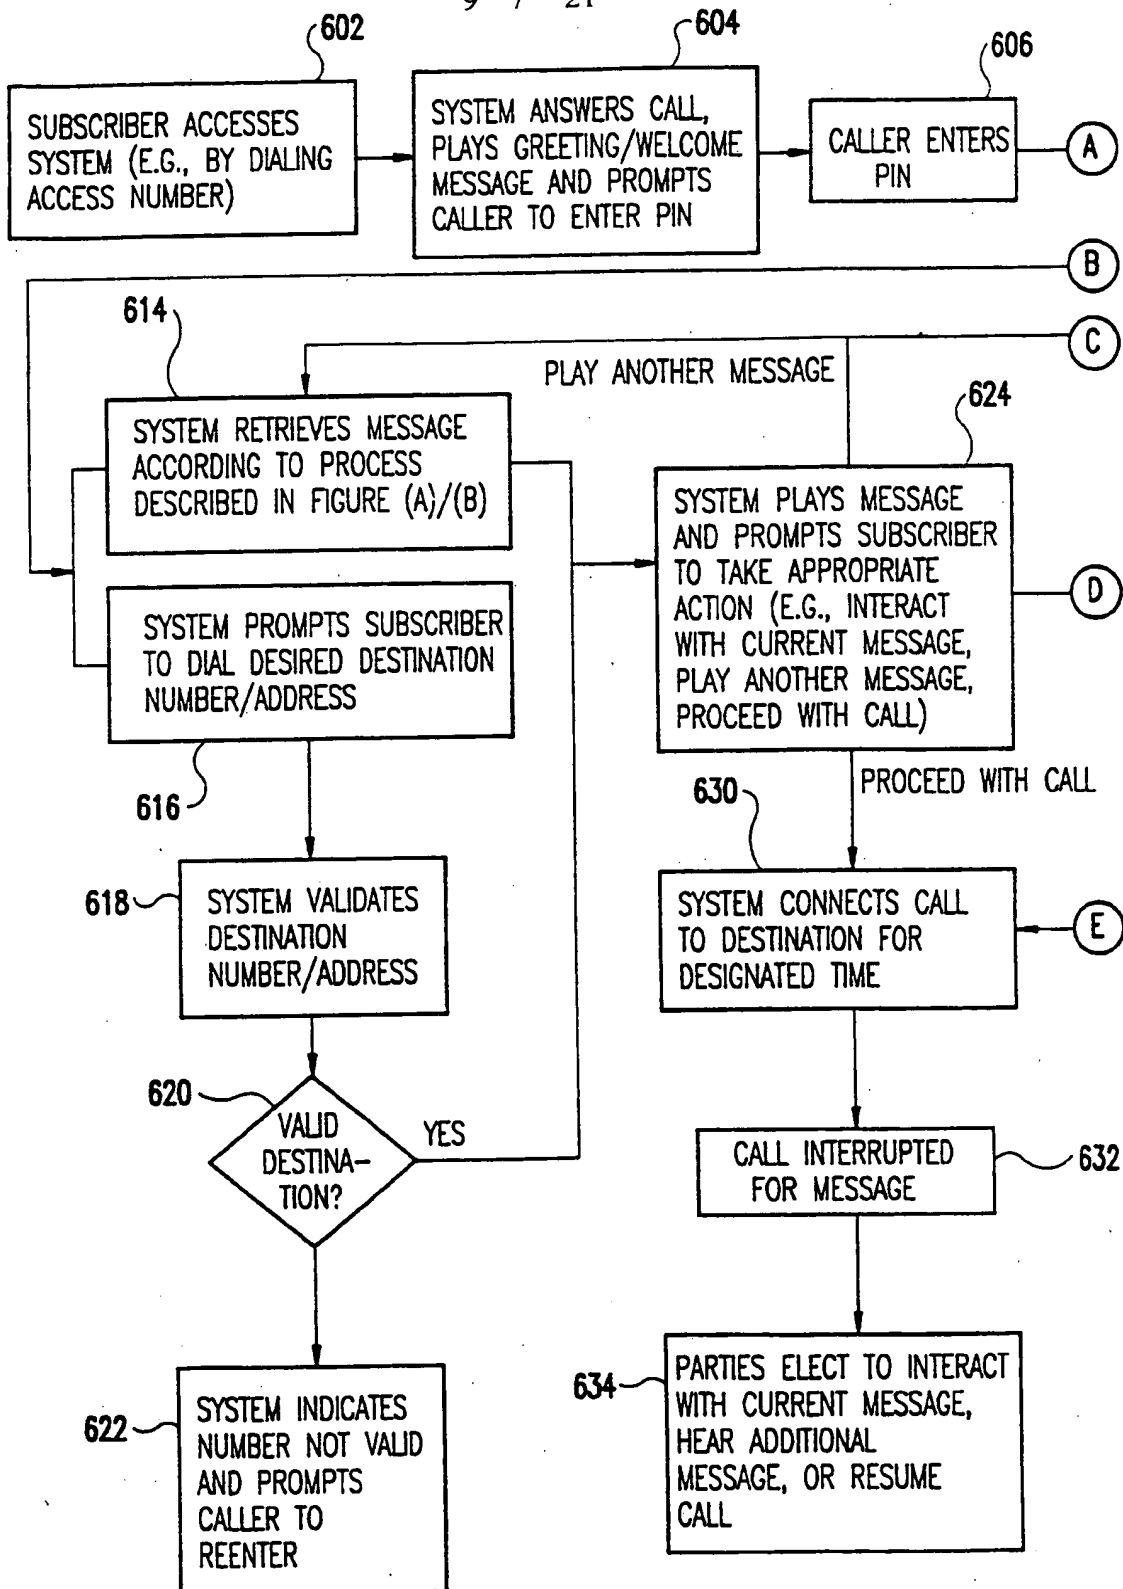 9 / 21
602
604
606
SUBSCRIBER ACCESSES
SYSTEM (E.G., BY DIALING
ACCESS NUMBER)
SYSTEM ANSWERS CALL,
PLAYS GREETING/WELCOME
MESSAGE AND PROMPTS
CALLER TO ENTER PIN
CALLER ENTERS
PIN
A
B
C
614
PLAY ANOTHER MESSAGE
624
SYSTEM RETRIEVES MESSAGE
ACCORDING TO PROCESS
DESCRIBED IN FIGURE (A)/(B)
SYSTEM PROMPTS SUBSCRIBER
TO DIAL DESIRED DESTINATION
NUMBER/ADDRESS
616
SYSTEM PLAYS MESSAGE
AND PROMPTS SUBSCRIBER
TO TAKE APPROPRIATE
ACTION (E.G., INTERACT
WITH CURRENT MESSAGE,
PLAY ANOTHER MESSAGE,
PROCEED WITH CALL)
D
PROCEED WITH CALL
630
618
SYSTEM VALIDATES
DESTINATION
NUMBER/ADDRESS
SYSTEM CONNECTS CALL
TO DESTINATION FOR
DESIGNATED TIME
E
620
VALID
DESTINA-
TION?
YES
CALL INTERRUPTED
FOR MESSAGE
632
622
SYSTEM INDICATES
NUMBER NOT VALID
AND PROMPTS
CALLER TO
REENTER
634
PARTIES ELECT TO INTERACT
WITH CURRENT MESSAGE,
HEAR ADDITIONAL
MESSAGE, OR RESUME
CALL